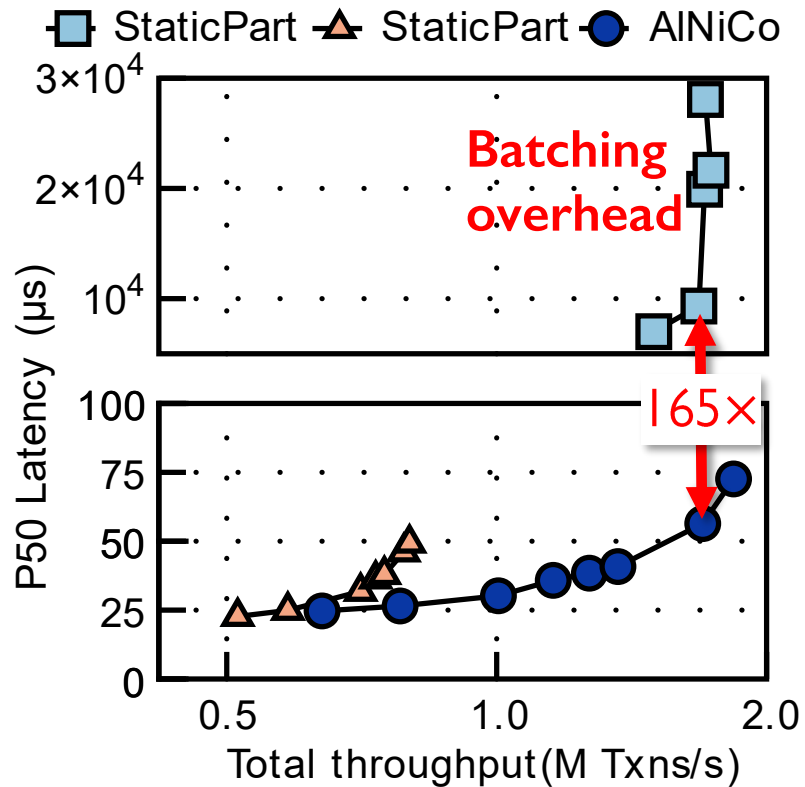 StaticPart StaticPart AlNiCo
3×10⁴
2×10⁴
10⁴
Batching
overhead
165×
P50 Latency (μs)
100
75
50
25
0
0.5 1.0 2.0
Total throughput(M Txns/s)